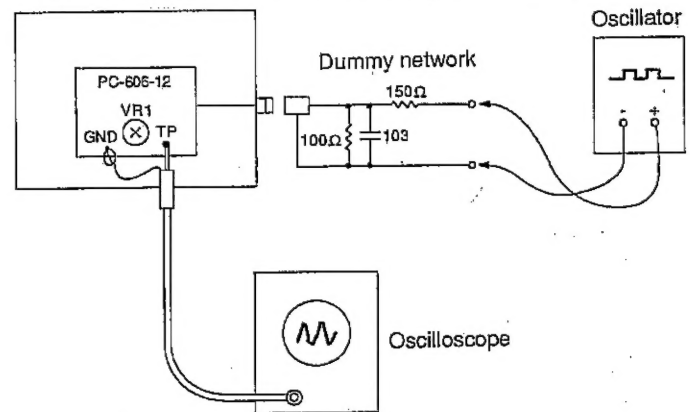 Oscillator
Dummy network
PC-606-12
VR1
GND
TP
150Ω
100Ω
103
-
+
Oscilloscope